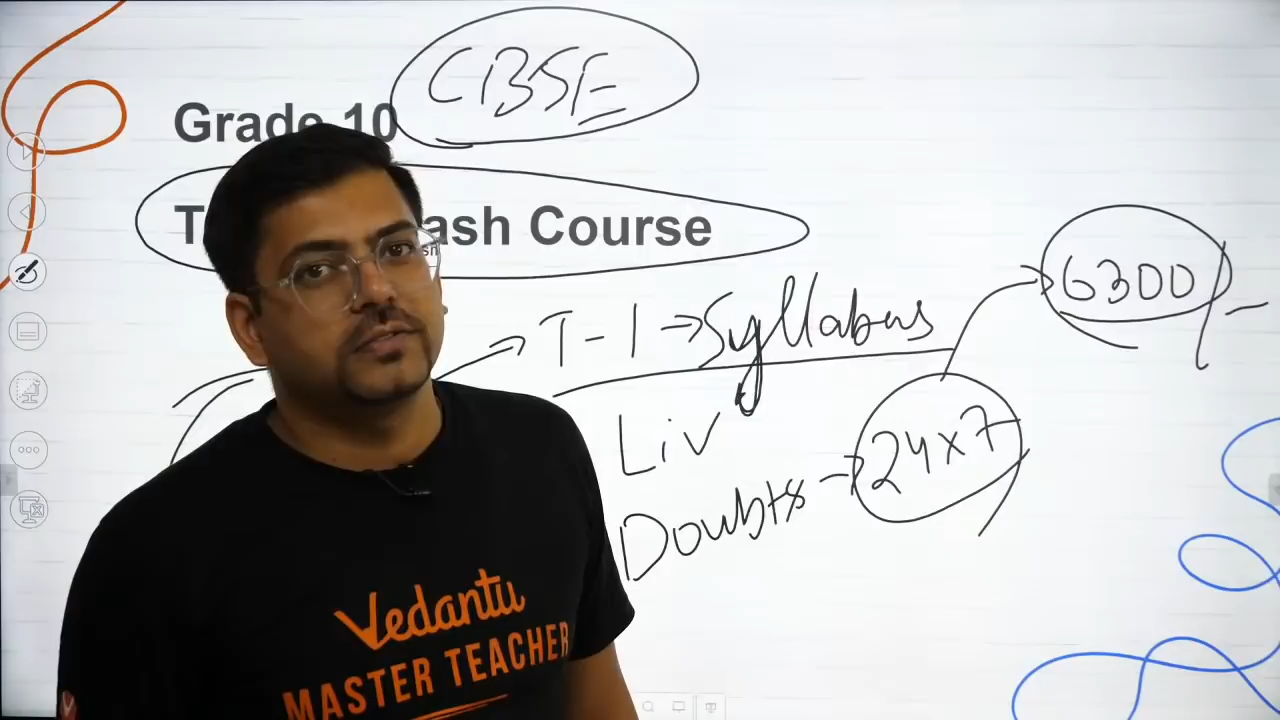 CBSE
Grade 10
T ash Course
6300/-
T-1 → Syllabus
Liv
Doubts → 24x7
Vedantu
MASTER TEACHER